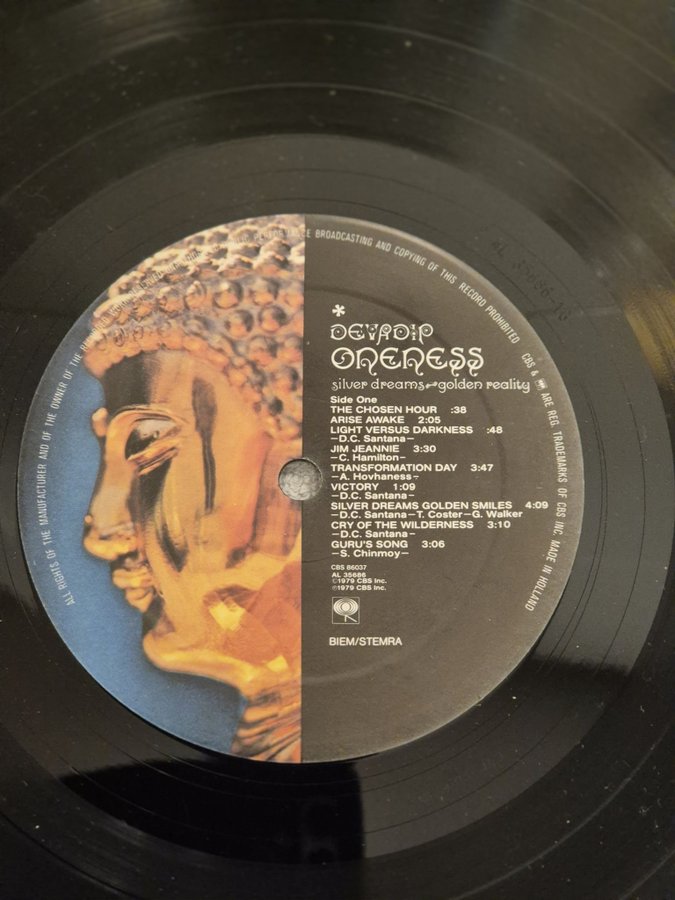 ALL RIGHTS OF THE MANUFACTURER AND OF THE OWNER OF THE
PERFORMANCE BROADCASTING AND COPYING OF THIS RECORD PROHIBITED
CBS & ARE REG. TRADEMARKS OF CBS INC. MADE IN HOLLAND
*
DEVADIP
ONENESS
silver dreams golden reality
Side One
THE CHOSEN HOUR :38
ARISE AWAKE 2:05
LIGHT VERSUS DARKNESS :48
–D.C. Santana–
JIM JEANNIE 3:30
–C. Hamilton–
TRANSFORMATION DAY 3:47
–A. Hovhaness–
VICTORY 1:09
–D.C. Santana–
SILVER DREAMS GOLDEN SMILES 4:09
–D.C. Santana–T. Coster–G. Walker
CRY OF THE WILDERNESS 3:10
–D.C. Santana–
GURU'S SONG 3:06
–S. Chinmoy–
CBS 86037
AL 35686
©1979 CBS Inc.
℗1979 CBS Inc.
BIEM/STEMRA